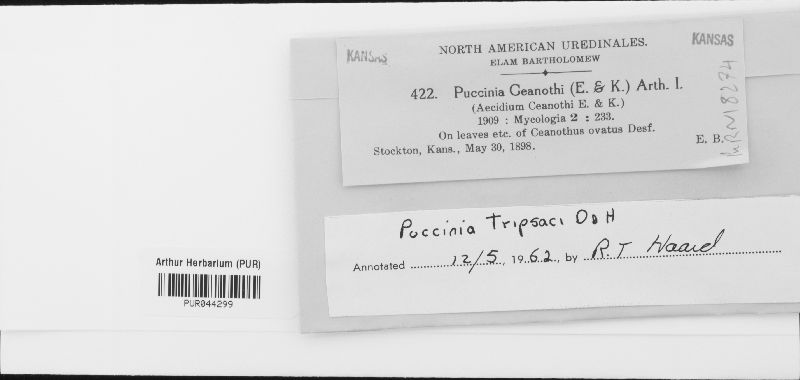 KANSAS
KANSAS
NORTH AMERICAN UREDINALES.
ELAM BARTHOLOMEW
422. Puccinia Ceanothi (E. & K.) Arth. I.
(Aecidium Ceanothi E. & K.)
1909 : Mycologia 2 : 233.
On leaves etc. of Ceanothus ovatus Desf.
Stockton, Kans., May 30, 1898.
E. B.
Puccinia Tripsaci D & H
Annotated 12/5, 1962, by R.T
Arthur Herbarium (PUR)
PUR044299